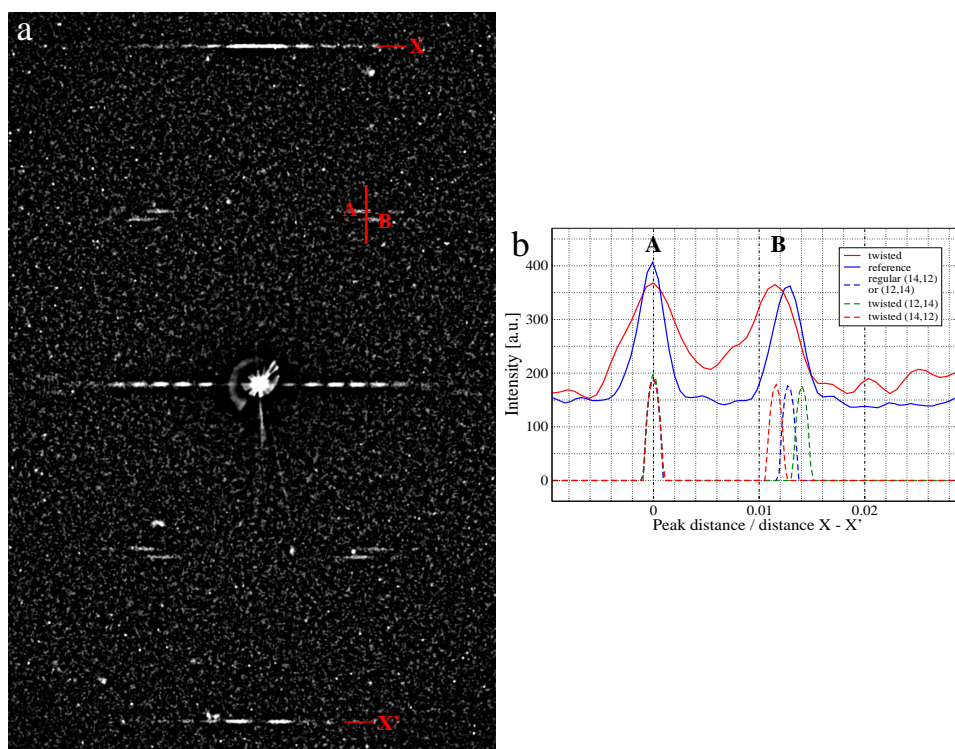 a
X
A
B
X'
b
A
B
Intensity [a.u.]
400
300
200
100
0
twisted
reference
regular (14,12)
or (12,14)
twisted (12,14)
twisted (14,12)
0
0.01
0.02
Peak distance / distance X - X’